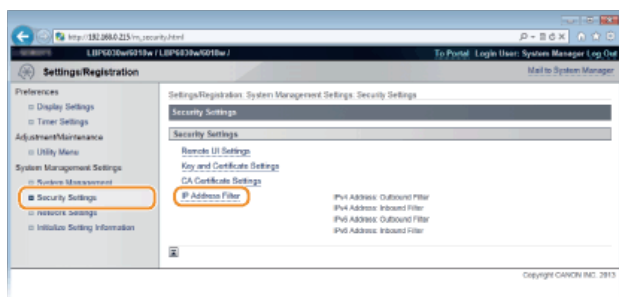 http://192.168.0.215/m_security.html
LBP6030w/6018w / LBP6030w/6018w /
To Portal Login User: System Manager Log Out
Settings/Registration
Mail to System Manager
Preferences
Display Settings
Timer Settings
Adjustment/Maintenance
Utility Menu
System Management Settings
System Management
Security Settings
Network Settings
Initialize Setting Information
Settings/Registration: System Management Settings: Security Settings
Security Settings
Security Settings
Remote UI Settings
Key and Certificate Settings
CA Certificate Settings
IP Address Filter
IPv4 Address: Outbound Filter
IPv4 Address: Inbound Filter
IPv6 Address: Outbound Filter
IPv6 Address: Inbound Filter
Copyright CANON INC. 2013